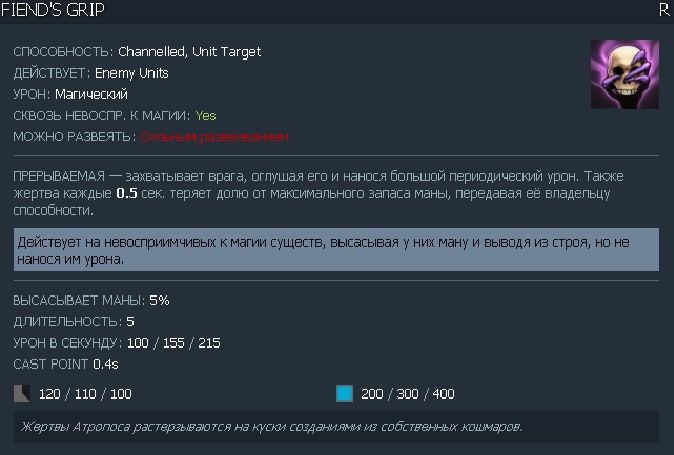 FIEND'S GRIP R
СПОСОБНОСТЬ: Channelled, Unit Target
ДЕЙСТВУЕТ: Enemy Units
УРОН: Магический
СКВОЗЬ НЕВОСПР. К МАГИИ: Yes
МОЖНО РАЗВЕЯТЬ: Сильным развеиванием
ПРЕРЫВАЕМАЯ — захватывает врага, оглушая его и нанося большой периодический урон. Также
жертва каждые 0.5 сек. теряет долю от максимального запаса маны, передавая её владельцу
способности.
Действует на невосприимчивых к магии существ, высасывая у них ману и выводя из строя, но не
нанося им урона.
ВЫСАСЫВАЕТ МАНЫ: 5%
ДЛИТЕЛЬНОСТЬ: 5
УРОН В СЕКУНДУ: 100 / 155 / 215
CAST POINT 0.4s
120 / 110 / 100 200 / 300 / 400
Жертвы Атропоса растерзываются на куски созданиями из собственных кошмаров.